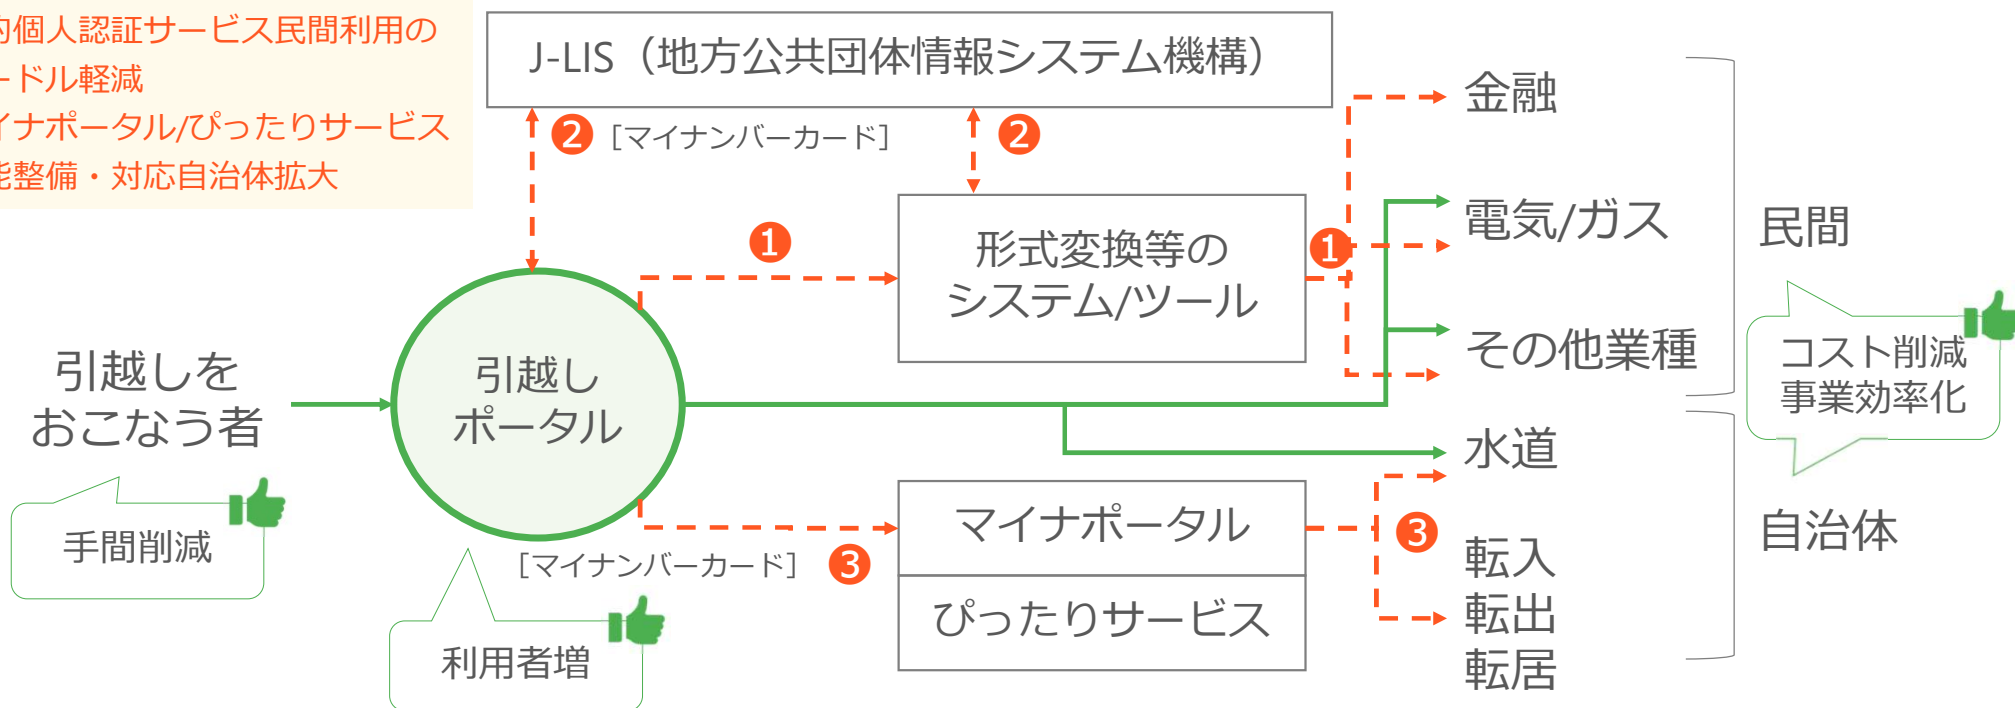 個人認証サービス民間利用の
ードル軽減
イナポータル/ぴったりサービス
整備・対応自治体拡大
J-LIS（地方公共団体情報システム機構）
❷ ［マイナンバーカード］ ❷
❶
形式変換等の
システム/ツール
❶
引越しを
おこなう者
手間削減
引越し
ポータル
利用者増
［マイナンバーカード］ ❸
マイナポータル
ぴったりサービス
❸
金融
電気/ガス
その他業種
水道
転入
転出
転居
民間
コスト削減
事業効率化
自治体